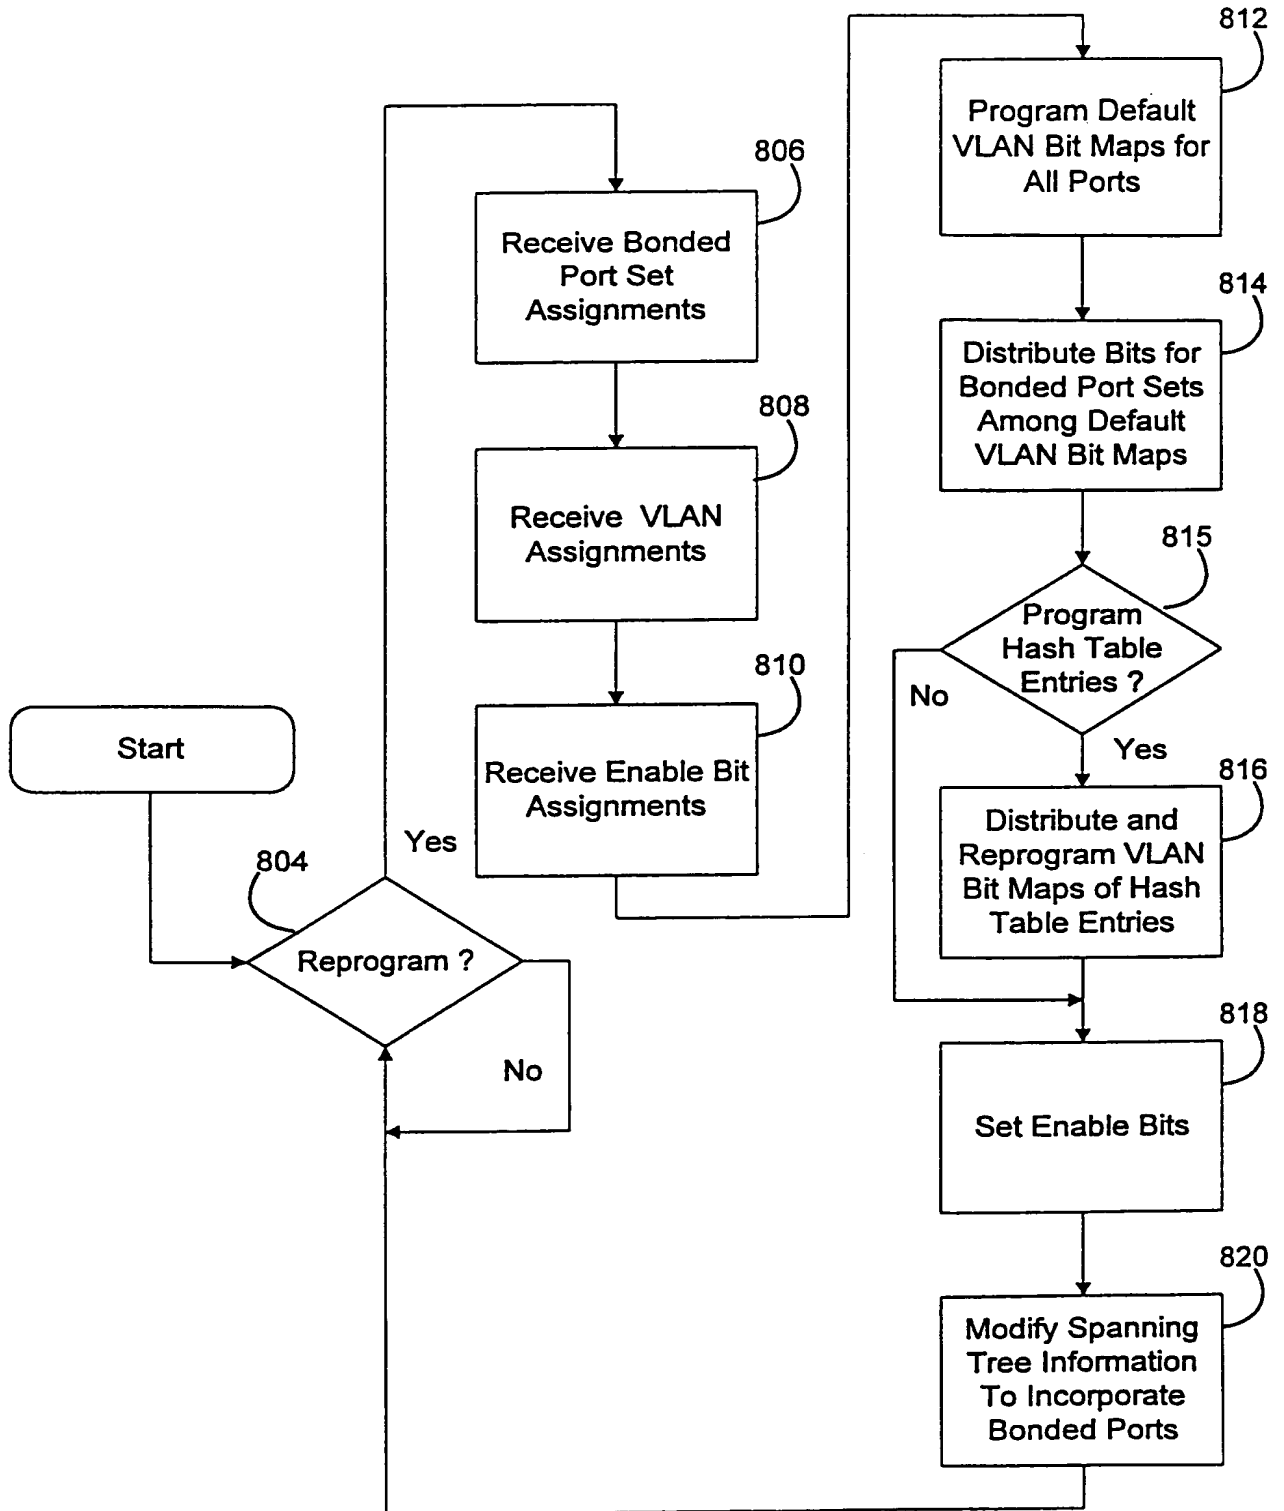 Start
804
Reprogram ?
Yes
No
806
Receive Bonded
Port Set
Assignments
808
Receive VLAN
Assignments
810
Receive Enable Bit
Assignments
812
Program Default
VLAN Bit Maps for
All Ports
814
Distribute Bits for
Bonded Port Sets
Among Default
VLAN Bit Maps
815
Program
Hash Table
Entries ?
No
Yes
816
Distribute and
Reprogram VLAN
Bit Maps of Hash
Table Entries
818
Set Enable Bits
820
Modify Spanning
Tree Information
To Incorporate
Bonded Ports